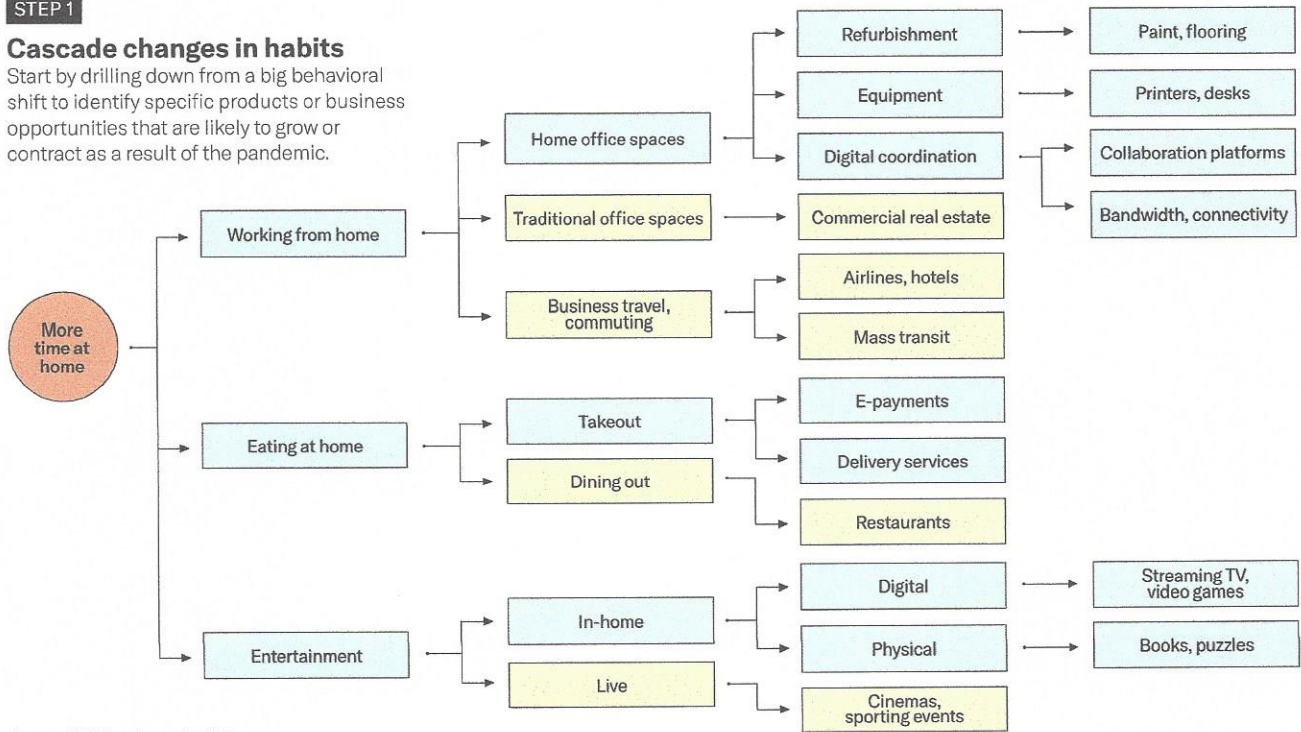 STEP 1
Cascade changes in habits
Start by drilling down from a big behavioral
shift to identify specific products or business
opportunities that are likely to grow or
contract as a result of the pandemic.
More
time at
home
Working from home
Home office spaces
Refurbishment
Paint, flooring
Equipment
Printers, desks
Digital coordination
Collaboration platforms
Bandwidth, connectivity
Traditional office spaces
Commercial real estate
Business travel,
commuting
Airlines, hotels
Mass transit
Eating at home
Takeout
E-payments
Delivery services
Dining out
Restaurants
Entertainment
In-home
Digital
Streaming TV,
video games
Physical
Books, puzzles
Live
Cinemas,
sporting events